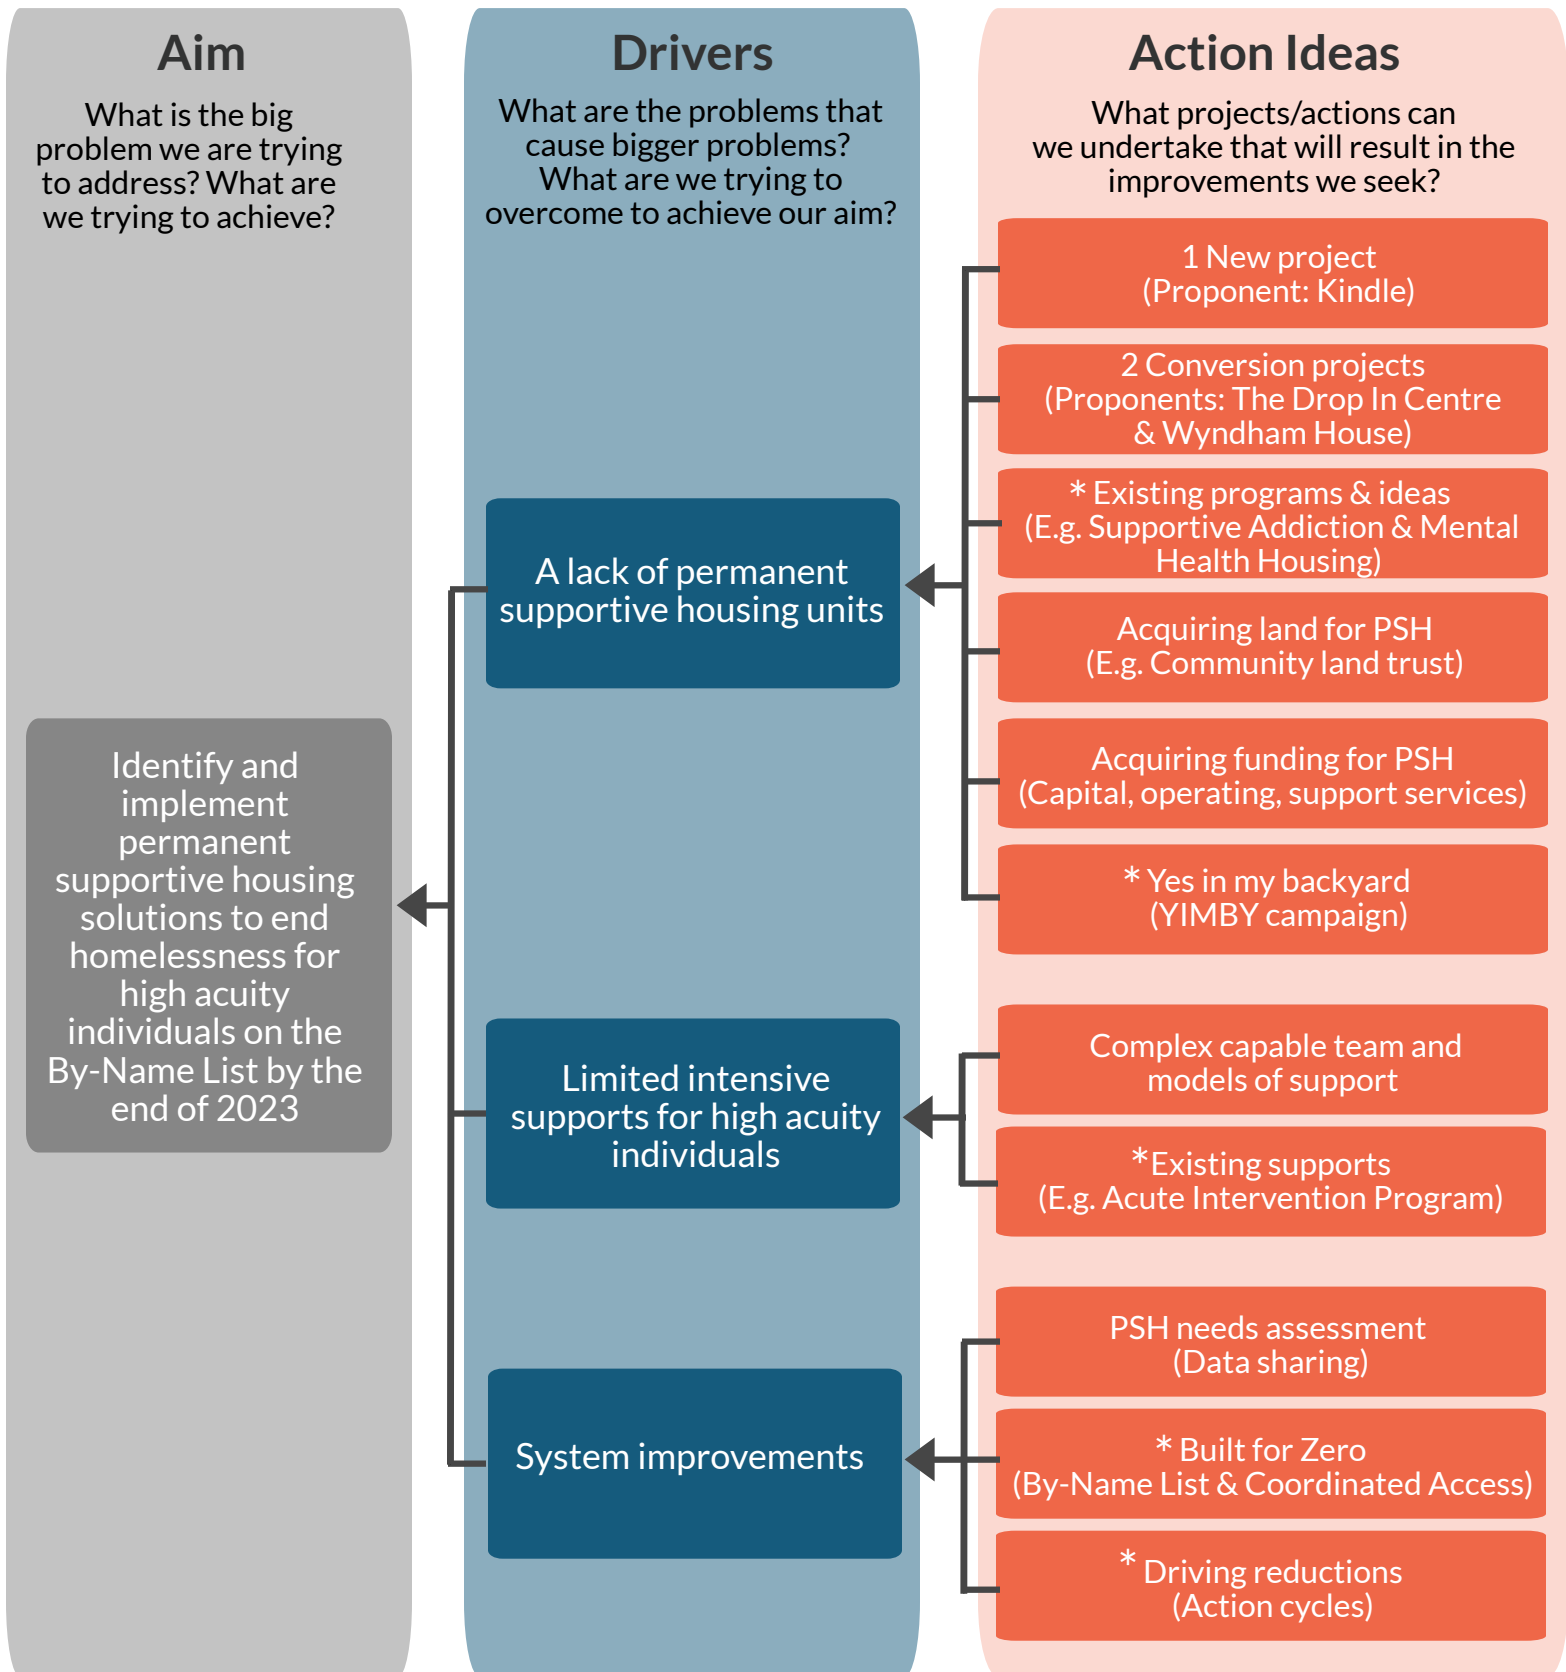 Aim
What is the big
problem we are trying
to address? What are
we trying to achieve?
Identify and
implement
permanent
supportive housing
solutions to end
homelessness for
high acuity
individuals on the
By-Name List by the
end of 2023
Drivers
What are the problems that
cause bigger problems?
What are we trying to
overcome to achieve our aim?
A lack of permanent
supportive housing units
Limited intensive
supports for high acuity
individuals
System improvements
Action Ideas
What projects/actions can
we undertake that will result in the
improvements we seek?
1 New project
(Proponent: Kindle)
2 Conversion projects
(Proponents: The Drop In Centre
& Wyndham House)
* Existing programs & ideas
(E.g. Supportive Addiction & Mental
Health Housing)
Acquiring land for PSH
(E.g. Community land trust)
Acquiring funding for PSH
(Capital, operating, support services)
* Yes in my backyard
(YIMBY campaign)
Complex capable team and
models of support
*Existing supports
(E.g. Acute Intervention Program)
PSH needs assessment
(Data sharing)
* Built for Zero
(By-Name List & Coordinated Access)
* Driving reductions
(Action cycles)